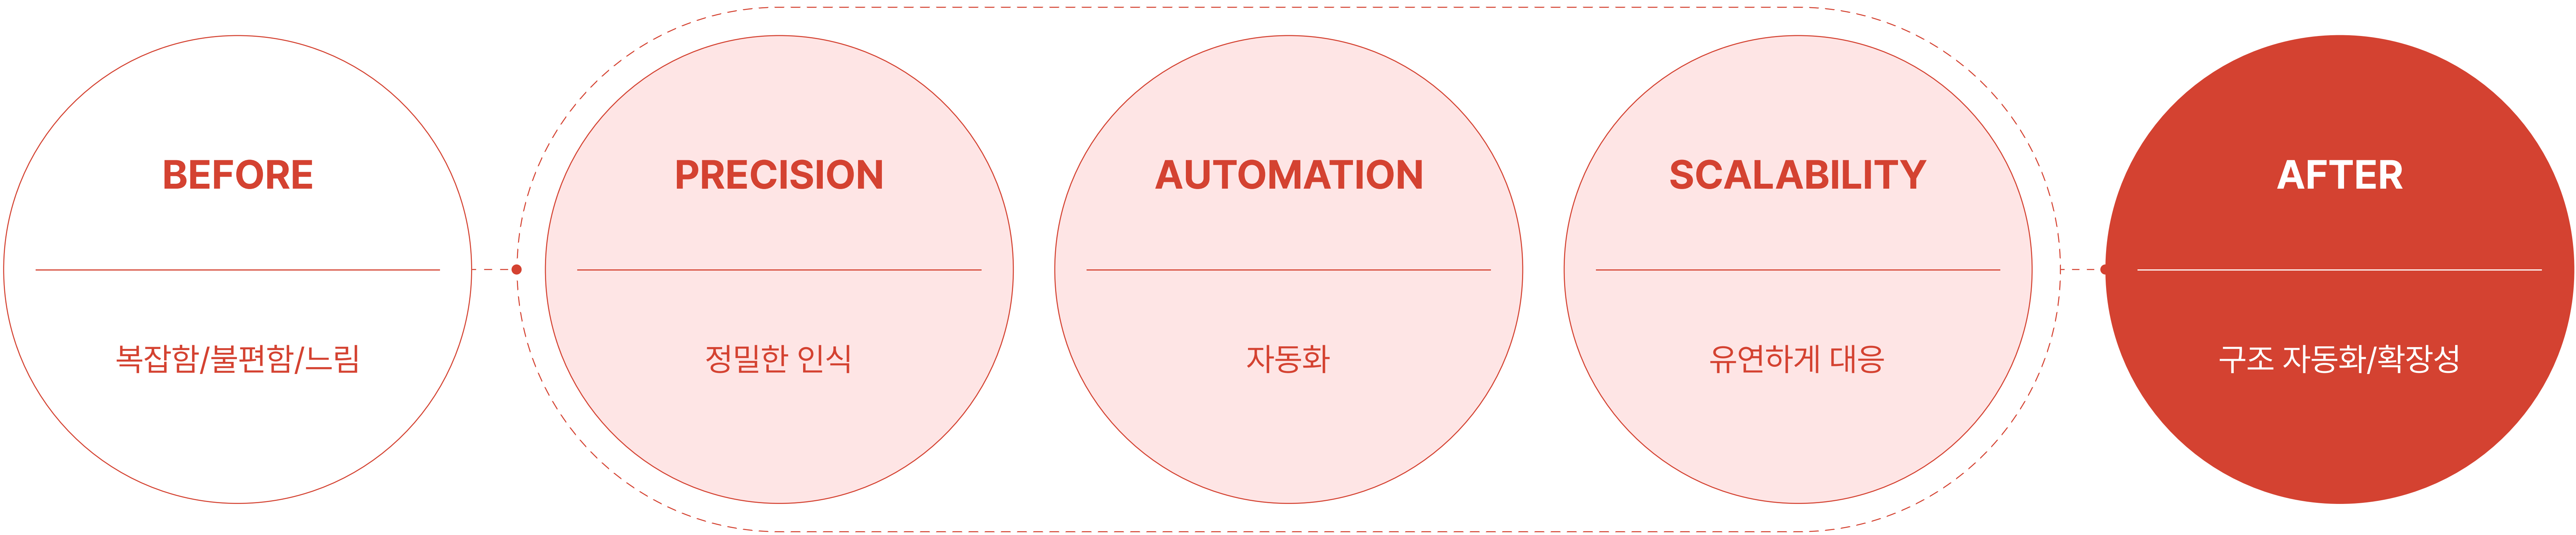 BEFORE
복잡함/불편함/느림
PRECISION
정밀한 인식
AUTOMATION
자동화
SCALABILITY
유연하게 대응
AFTER
구조 자동화/확장성